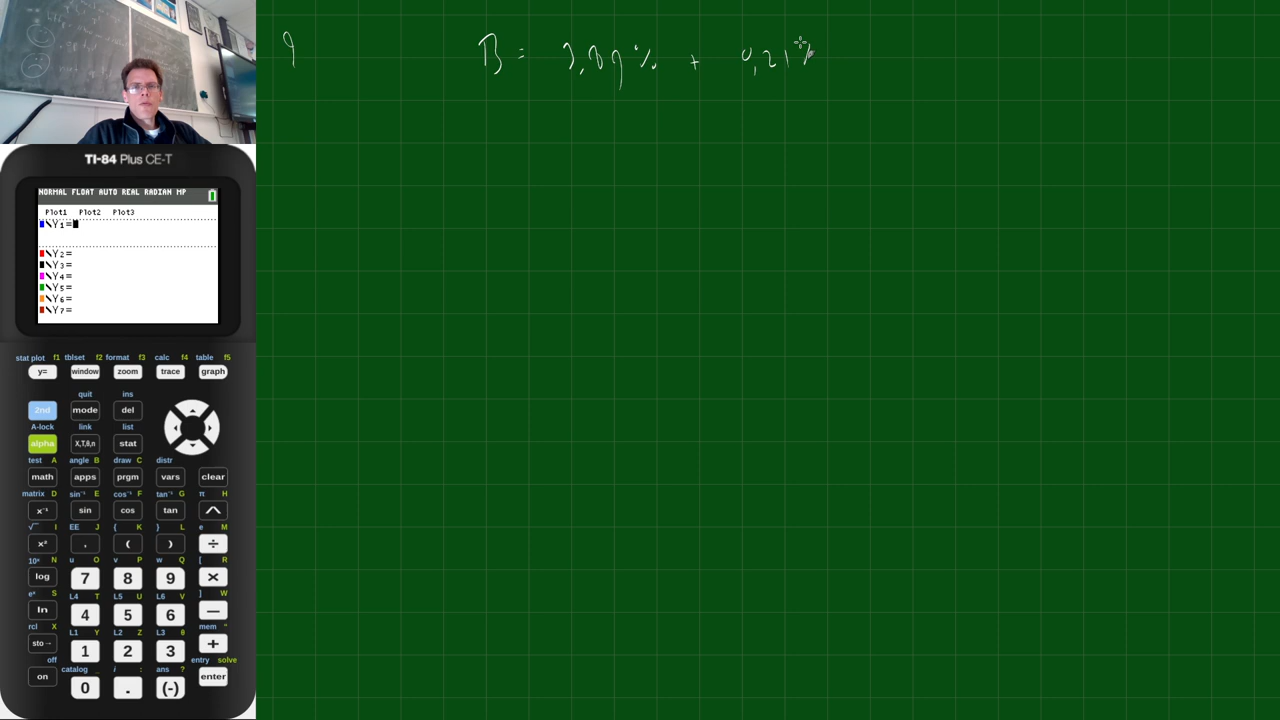 9 B = 3,89% + 0,21%
TI-84 Plus CE-T
NORMAL FLOAT AUTO REAL RADIAN MP
Plot1 Plot2 Plot3
\Y1=
\Y2=
\Y3=
\Y4=
\Y5=
\Y6=
\Y7=
stat plot f1 tblset f2 format f3 calc f4 table f5
y= window zoom trace graph
quit ins
2nd mode del
A-lock link list
alpha X,T,θ,n stat
test A angle B draw C distr
math apps prgm vars clear
matrix D sin⁻¹ E cos⁻¹ F tan⁻¹ G π H
x⁻¹ sin cos tan ^
√‾ I EE J { K } L e M
x² , ( ) ÷
10ˣ N u O v P w Q [ R
log 7 8 9 ×
eˣ S L4 T L5 U L6 V ] W
ln 4 5 6 —
rcl X L1 Y L2 Z L3 θ mem "
sto→ 1 2 3 +
off catalog i : ans ? entry solve
on 0 . (-) enter